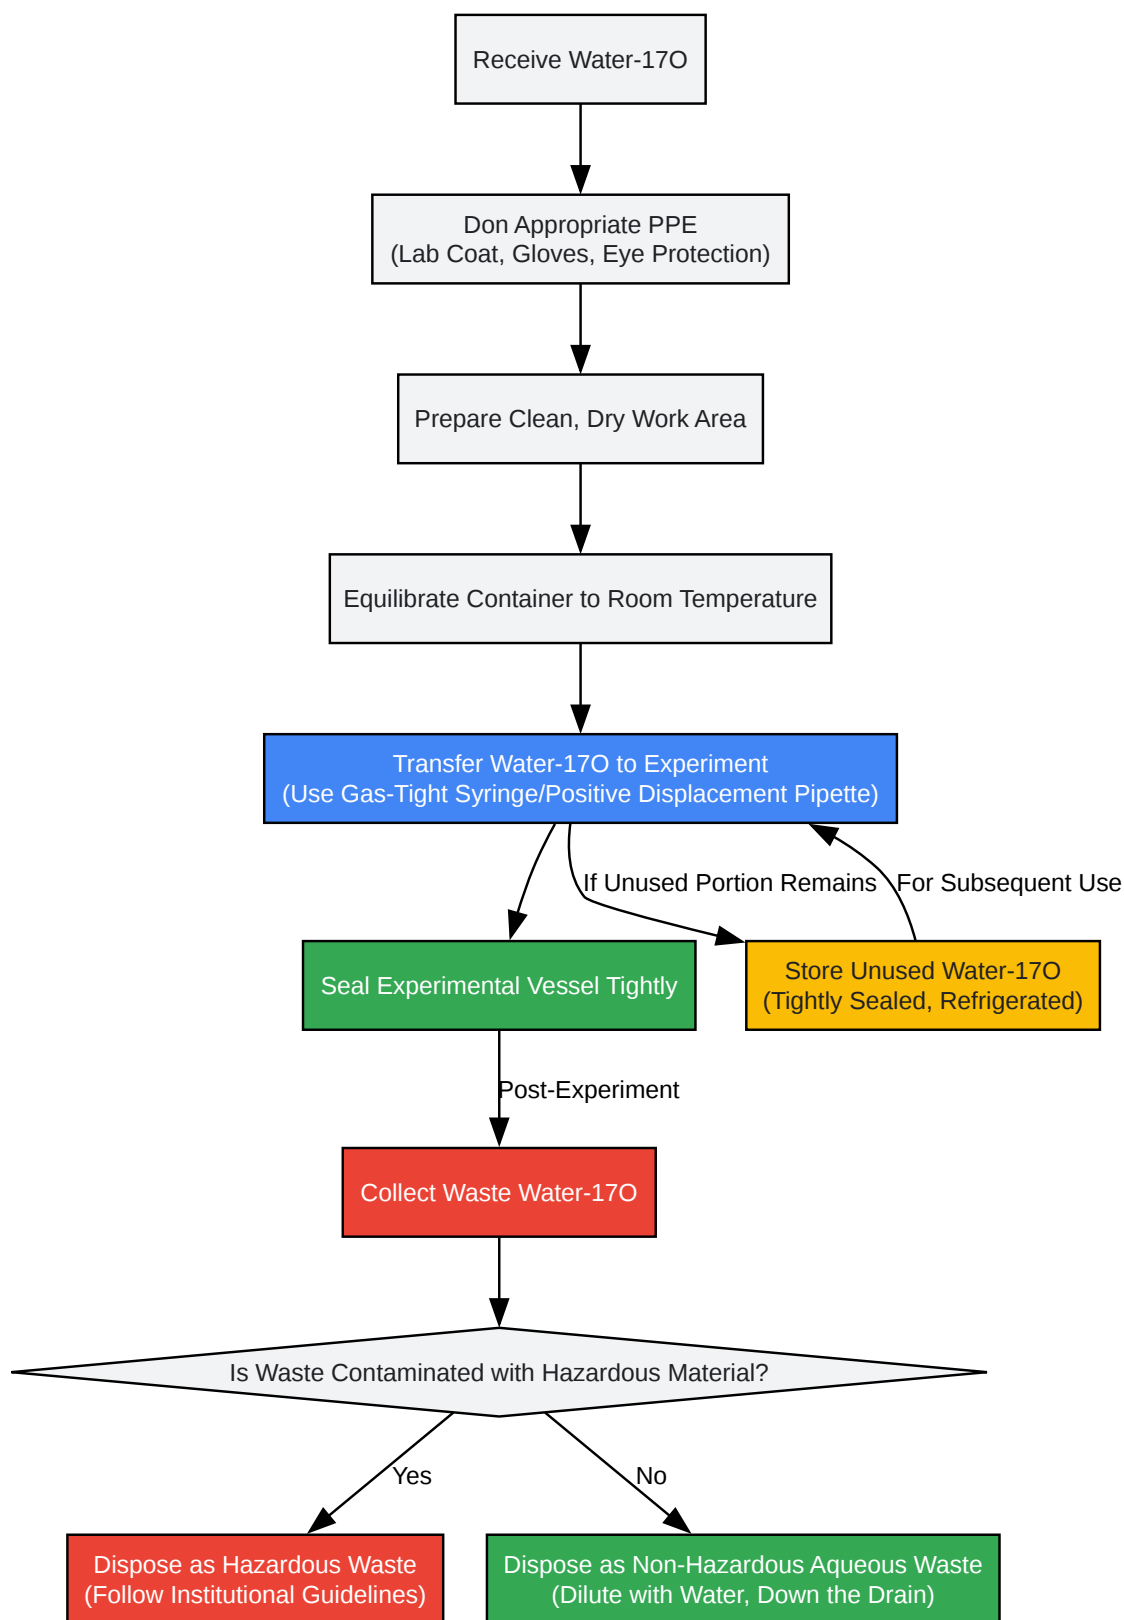 Receive Water-17O
Don Appropriate PPE
(Lab Coat, Gloves, Eye Protection)
Prepare Clean, Dry Work Area
Equilibrate Container to Room Temperature
Transfer Water-17O to Experiment
(Use Gas-Tight Syringe/Positive Displacement Pipette)
If Unused Portion Remains
For Subsequent Use
Seal Experimental Vessel Tightly
Store Unused Water-17O
(Tightly Sealed, Refrigerated)
Post-Experiment
Collect Waste Water-17O
Is Waste Contaminated with Hazardous Material?
Yes
No
Dispose as Hazardous Waste
(Follow Institutional Guidelines)
Dispose as Non-Hazardous Aqueous Waste
(Dilute with Water, Down the Drain)